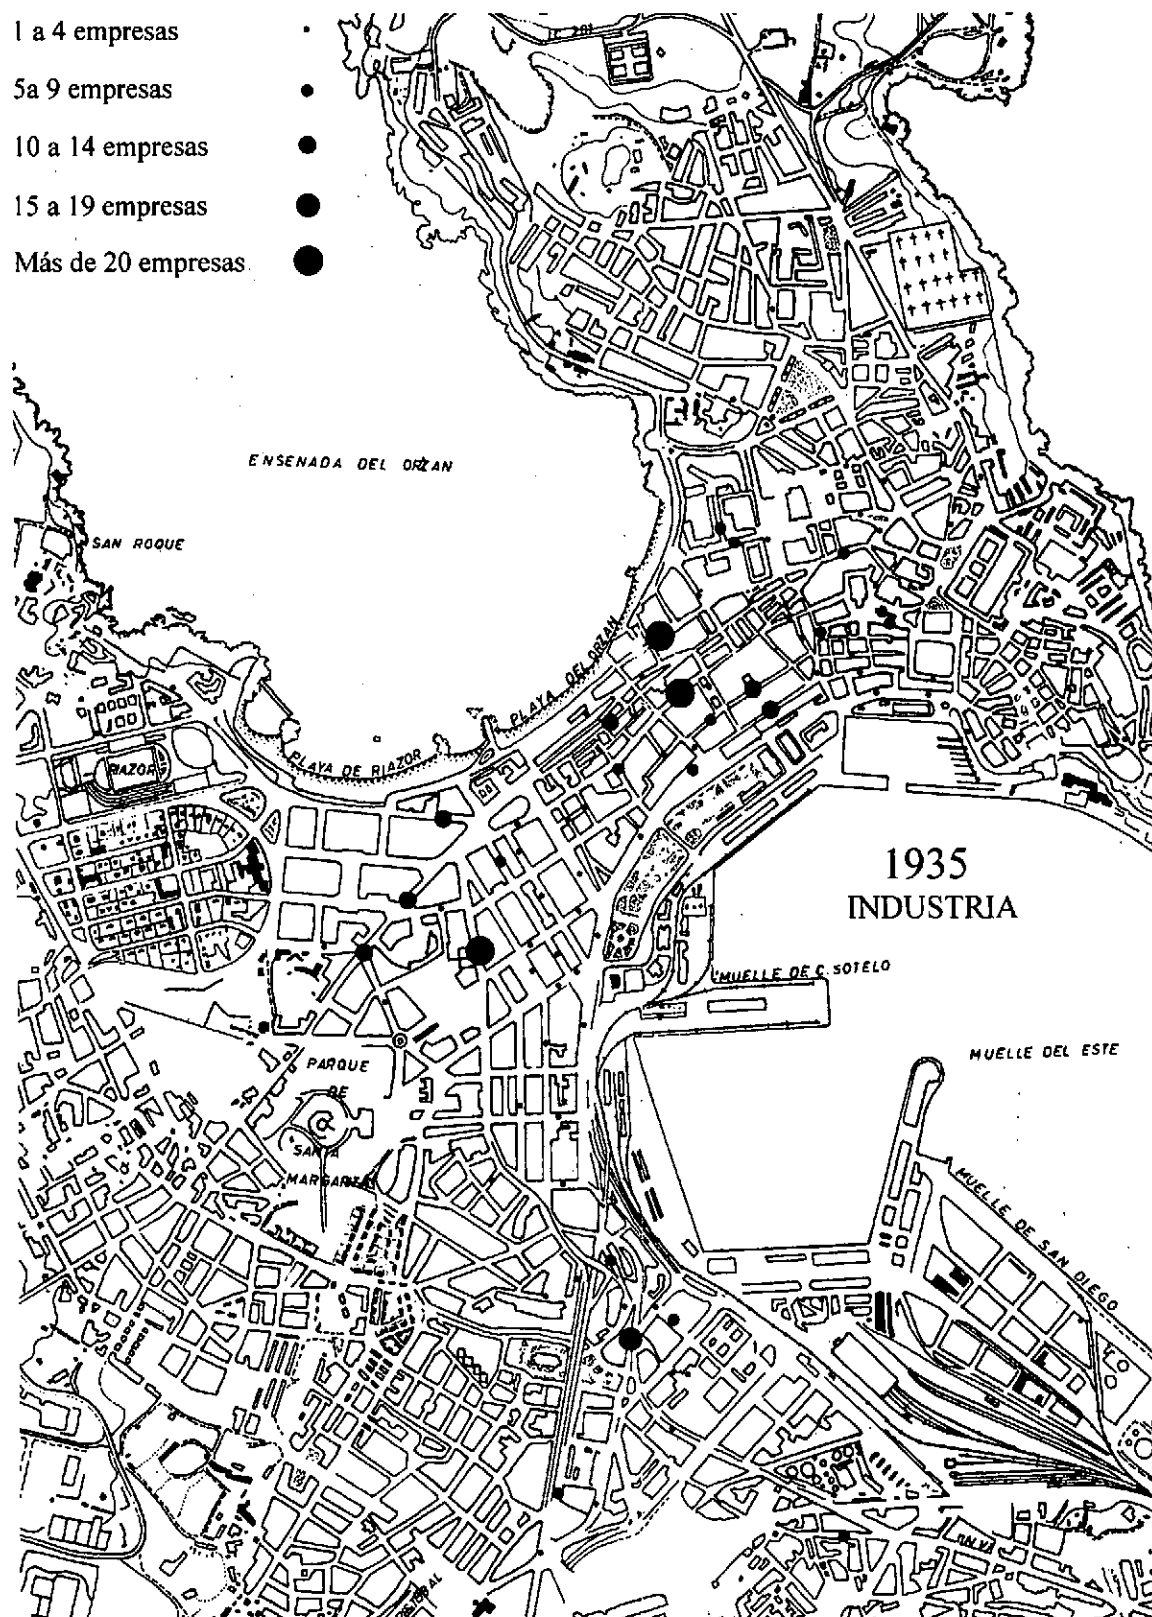 1 a 4 empresas
5a 9 empresas
10 a 14 empresas
15 a 19 empresas
Más de 20 empresas
ENSENADA DEL ORZAN
SAN ROQUE
PLAYA DEL ORZAN
PLAYA DE RIAZOR
RIAZOR
1935
INDUSTRIA
MUELLE DE C. SOTELO
MUELLE DEL ESTE
PARQUE
DE
SANTA
MARGARITA
MUELLE DE SAN DIEGO